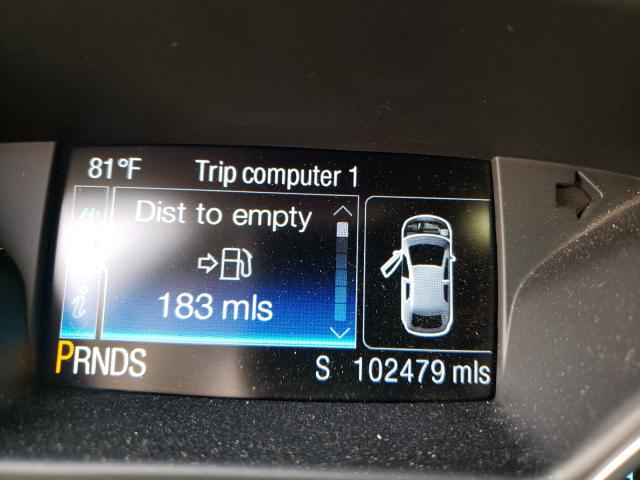 81°F Trip computer 1
Dist to empty
183 mls
PRNDS S 102479 mls